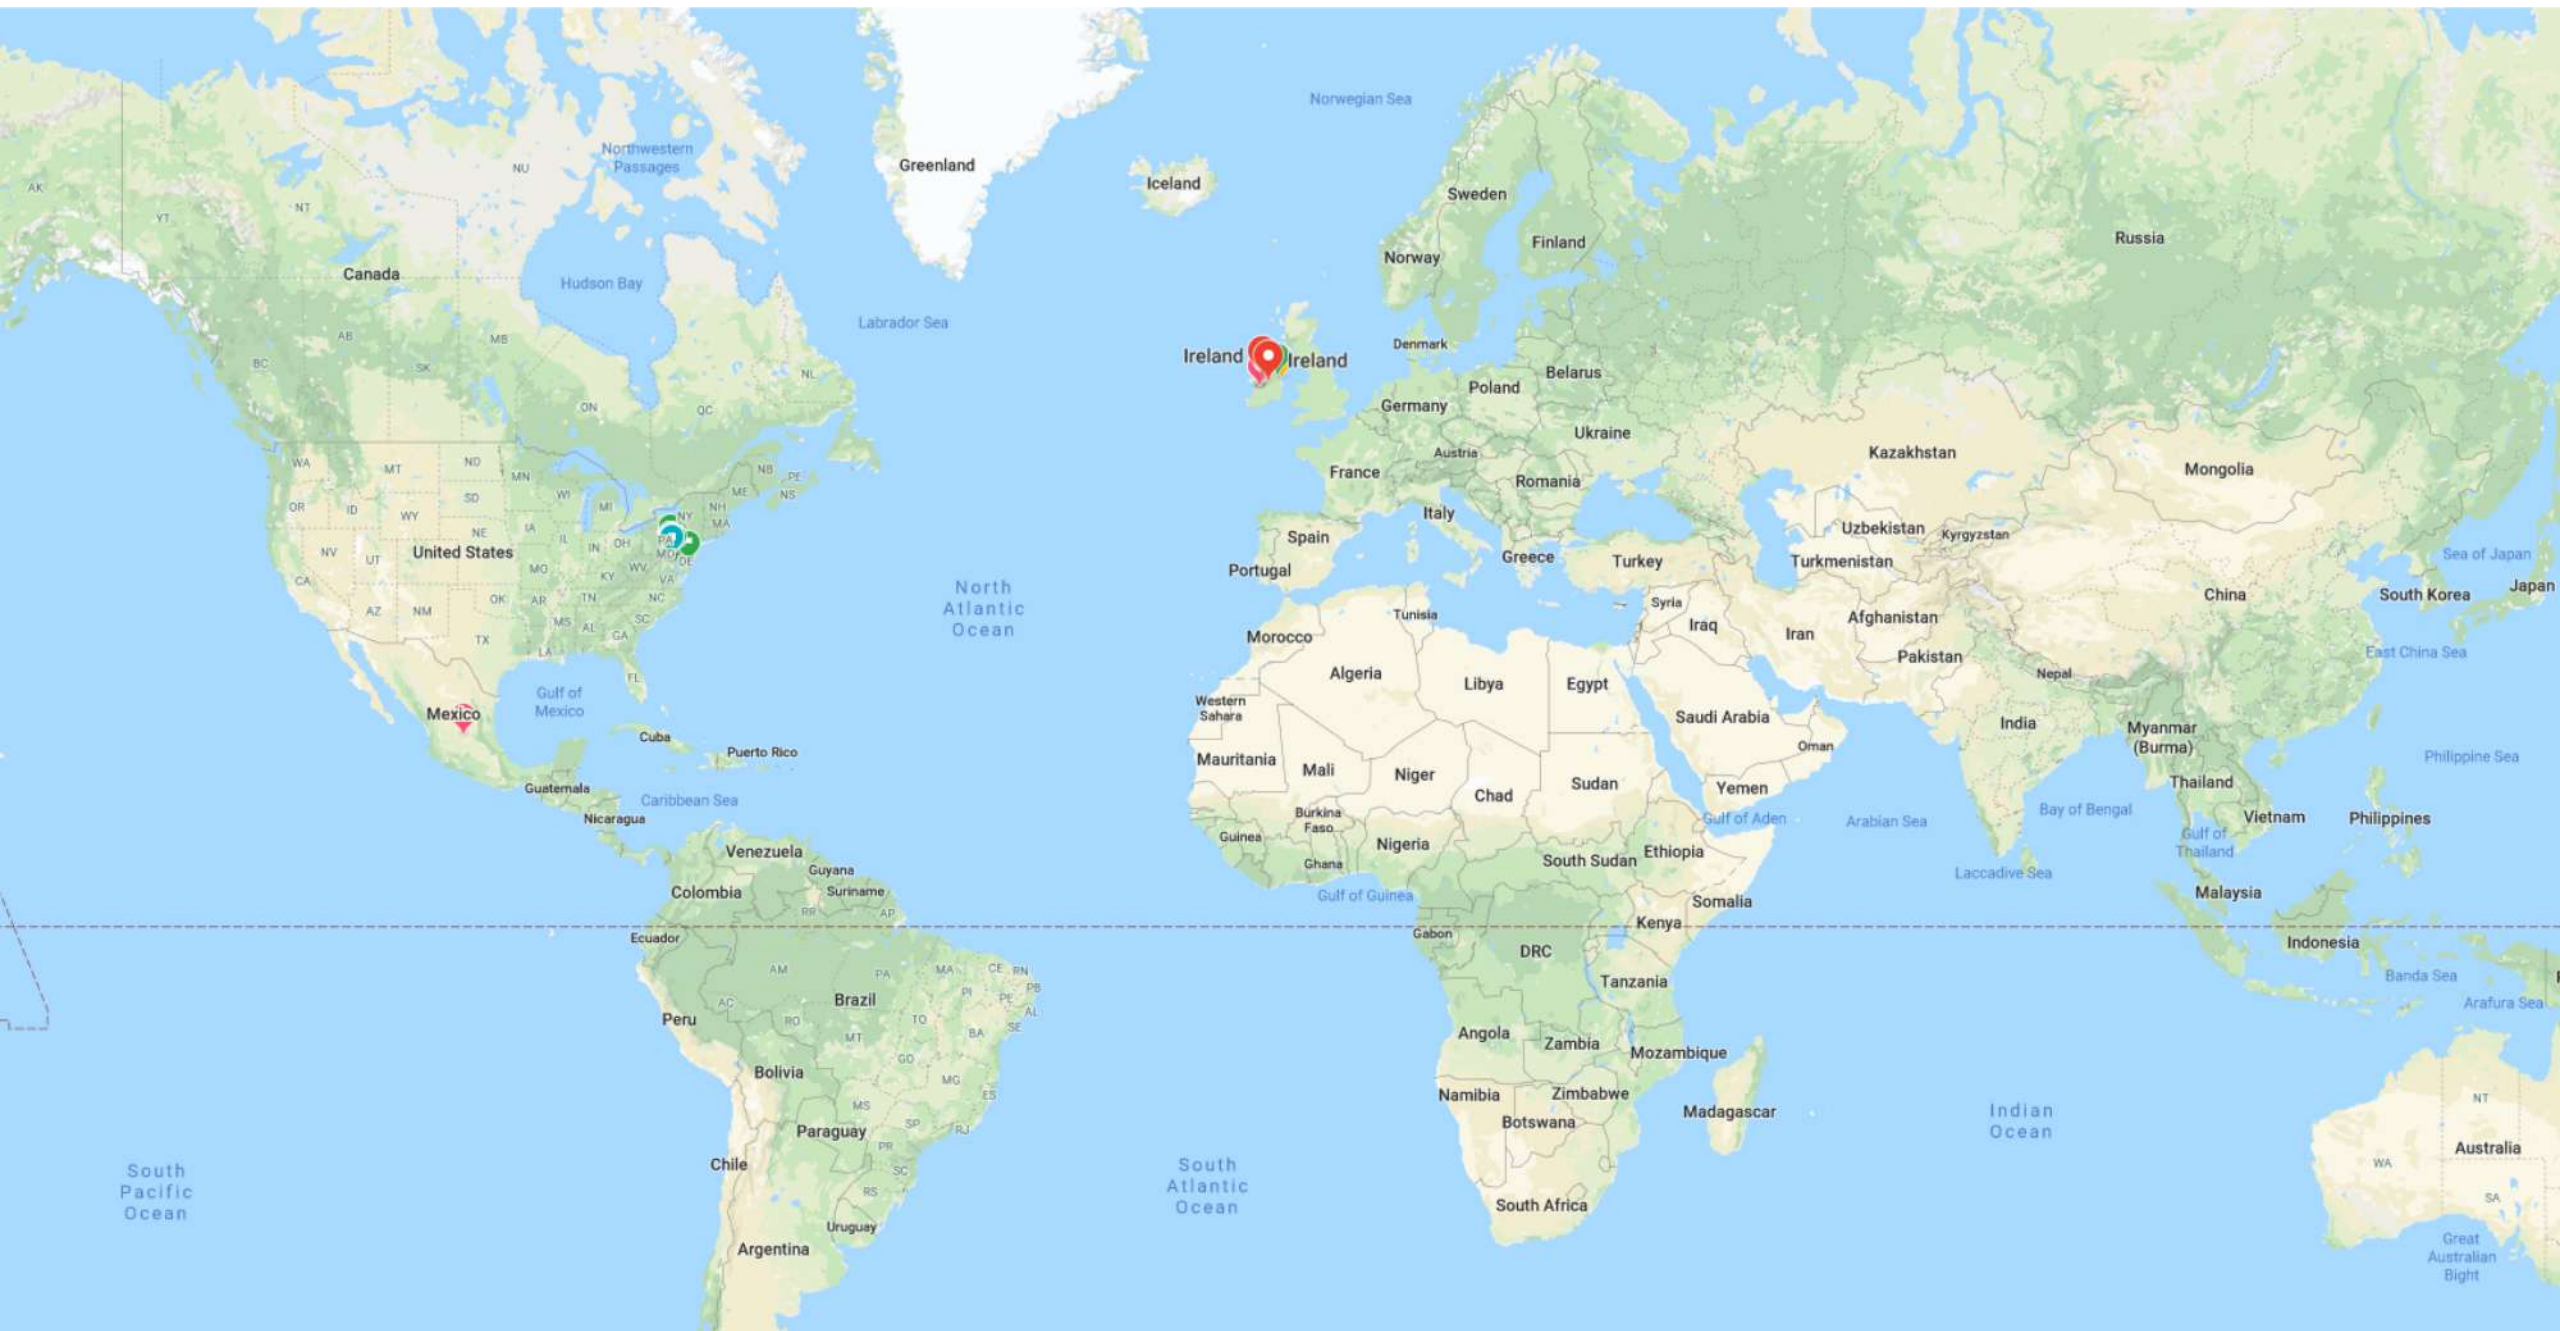 Norwegian Sea
Greenland
Iceland
Northwestern
Passages
NU
AK
NT
YT
Sweden
Finland
Norway
Russia
Canada
Hudson Bay
Labrador Sea
AB
MB
BC
SK
NL
ON
QC
Ireland
Ireland
Denmark
Belarus
Poland
Germany
Ukraine
Austria
France
Romania
Italy
Spain
Portugal
Greece
Turkey
Kazakhstan
Mongolia
Uzbekistan
Kyrgyzstan
Turkmenistan
WA
MT
ND
MN
NB
PE
OR
ID
SD
WI
ME
NS
WY
MI
NY
NH
MA
NE
IA
IL
IN
OH
PA
NV
UT
United States
MD
DE
CA
MO
KY
WV
VA
AZ
NM
OK
AR
TN
NC
TX
MS
AL
GA
SC
LA
FL
Gulf of
Mexico
Mexico
Cuba
Puerto Rico
Guatemala
Caribbean Sea
Nicaragua
North
Atlantic
Ocean
Sea of Japan
Japan
South Korea
China
East China Sea
Syria
Iraq
Iran
Afghanistan
Pakistan
Nepal
India
Tunisia
Morocco
Algeria
Libya
Egypt
Western
Sahara
Saudi Arabia
Oman
Yemen
Mauritania
Mali
Niger
Chad
Sudan
Burkina
Faso
Guinea
Ghana
Nigeria
South Sudan
Ethiopia
Gulf of Aden
Arabian Sea
Bay of Bengal
Laccadive Sea
Myanmar
(Burma)
Thailand
Vietnam
Gulf of
Thailand
Philippines
Philippine Sea
Malaysia
Indonesia
Banda Sea
Arafura Sea
Gulf of Guinea
Somalia
Kenya
Gabon
DRC
Tanzania
Angola
Zambia
Mozambique
Namibia
Zimbabwe
Botswana
Madagascar
South Africa
Venezuela
Guyana
Suriname
Colombia
RR
AP
Ecuador
AM
PA
MA
CE
RN
PB
PI
PE
AL
AC
Brazil
Peru
RO
TO
BA
SE
MT
GO
Bolivia
MG
ES
MS
SP
RJ
Paraguay
PR
SC
Chile
RS
Uruguay
Argentina
South
Pacific
Ocean
South
Atlantic
Ocean
Indian
Ocean
NT
Australia
WA
SA
Great
Australian
Bight